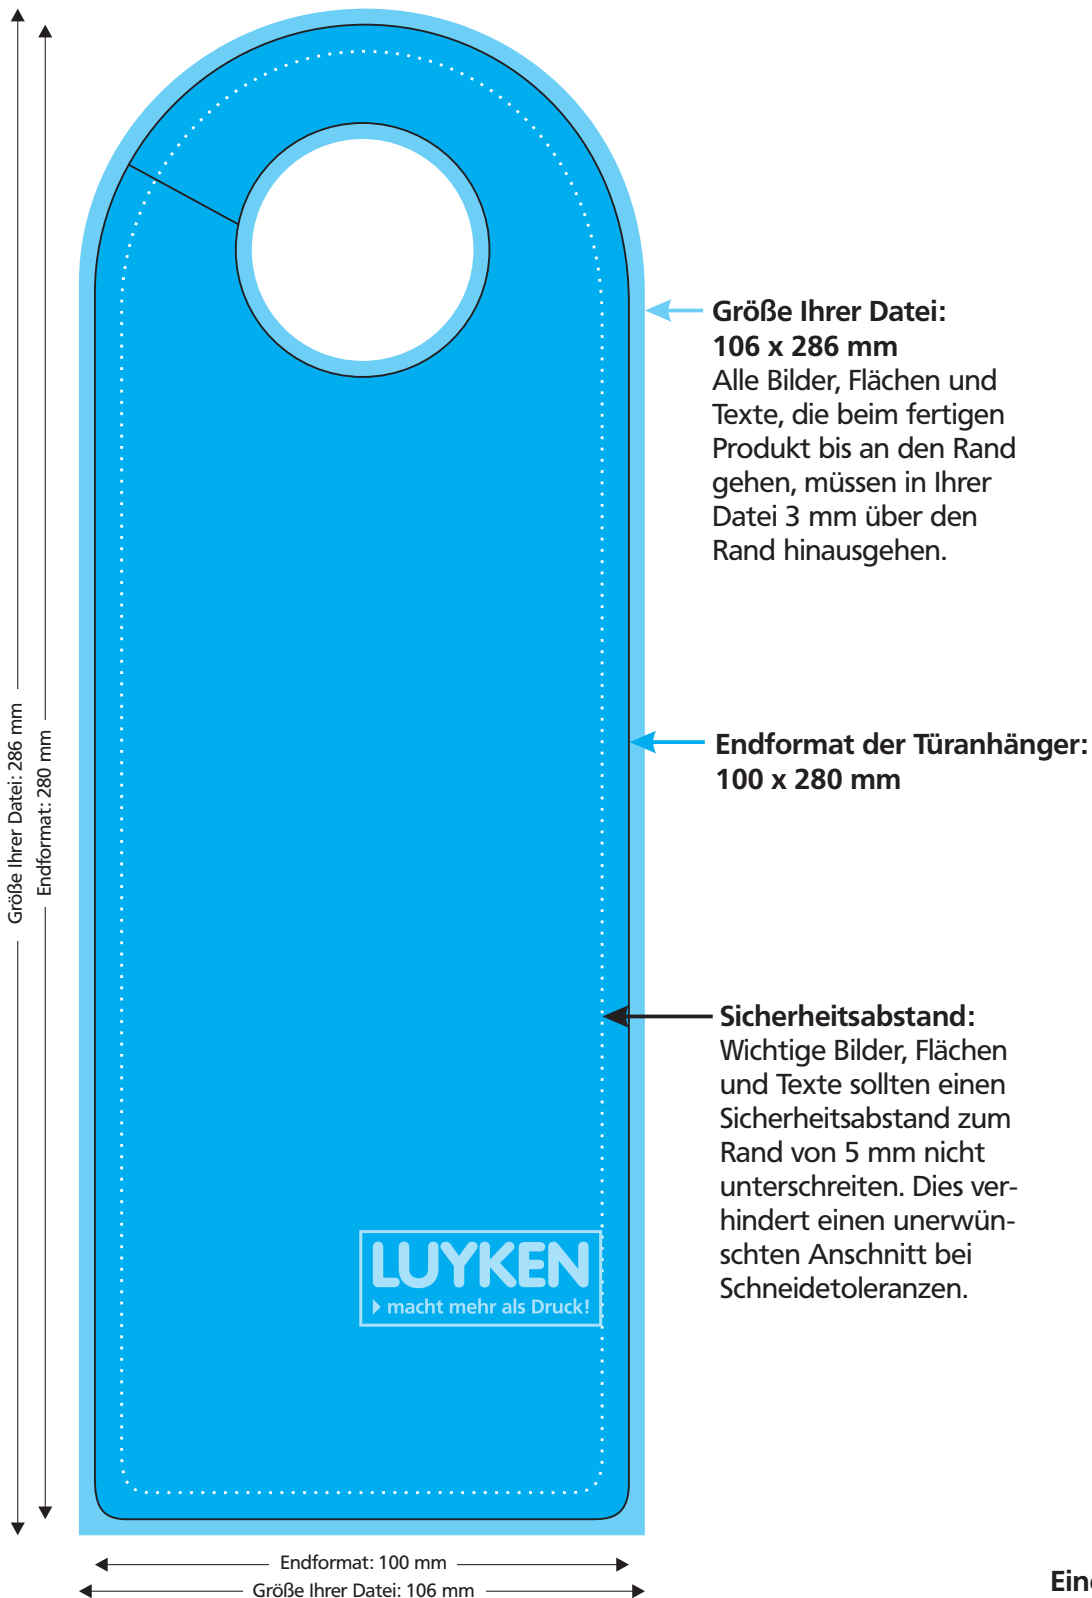 Größe Ihrer Datei: 286 mm
Endformat: 280 mm
Größe Ihrer Datei:
106 x 286 mm
Alle Bilder, Flächen und
Texte, die beim fertigen
Produkt bis an den Rand
gehen, müssen in Ihrer
Datei 3 mm über den
Rand hinausgehen.
Endformat der Türanhänger:
100 x 280 mm
Sicherheitsabstand:
Wichtige Bilder, Flächen
und Texte sollten einen
Sicherheitsabstand zum
Rand von 5 mm nicht
unterschreiten. Dies ver-
hindert einen unerwün-
schten Anschnitt bei
Schneidetoleranzen.
LUYKEN
macht mehr als Druck!
Endformat: 100 mm
Größe Ihrer Datei: 106 mm